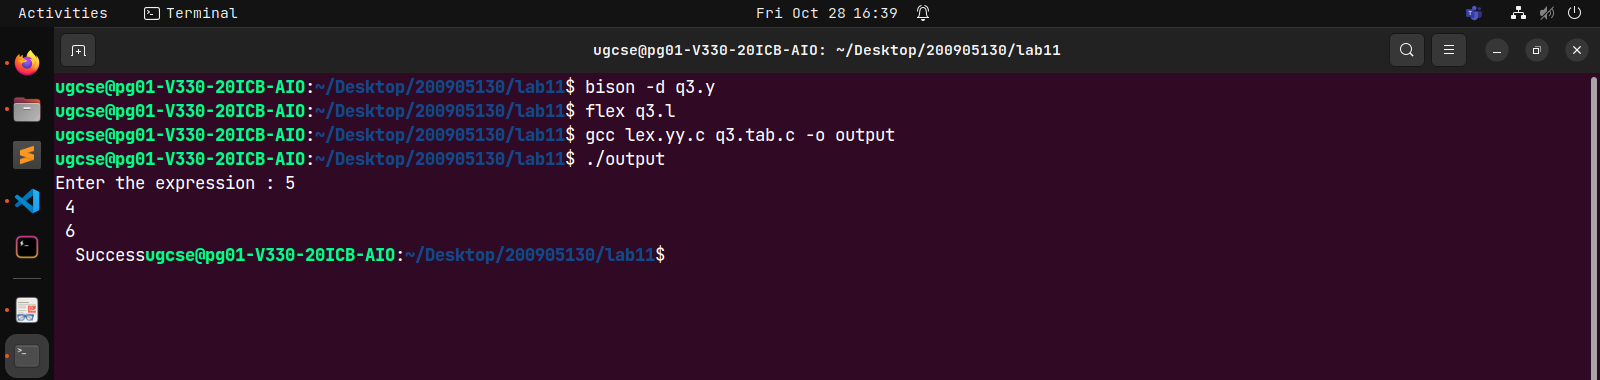 Activities Terminal Fri Oct 28 16:39
ugcse@pg01-V330-20ICB-AIO: ~/Desktop/200905130/lab11
ugcse@pg01-V330-20ICB-AIO:~/Desktop/200905130/lab11$ bison -d q3.y
ugcse@pg01-V330-20ICB-AIO:~/Desktop/200905130/lab11$ flex q3.l
ugcse@pg01-V330-20ICB-AIO:~/Desktop/200905130/lab11$ gcc lex.yy.c q3.tab.c -o output
ugcse@pg01-V330-20ICB-AIO:~/Desktop/200905130/lab11$ ./output
Enter the expression : 5
4
6
Successugcse@pg01-V330-20ICB-AIO:~/Desktop/200905130/lab11$